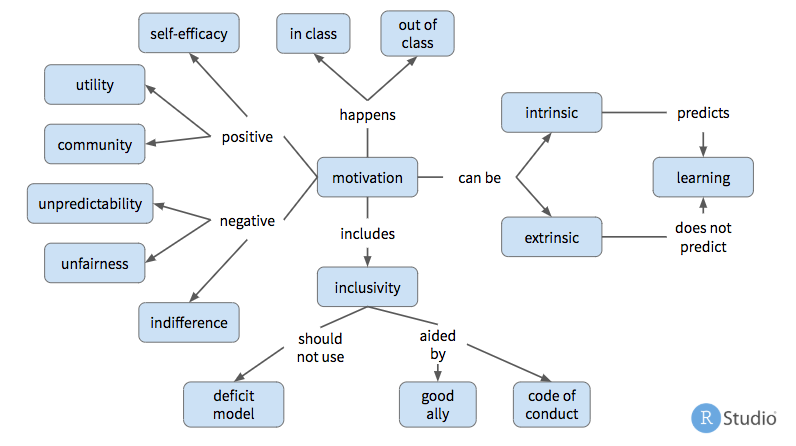 self-efficacy
in class
out of
class
utility
happens
intrinsic
predicts
positive
community
motivation
can be
learning
unpredictability
negative
includes
extrinsic
does not
predict
unfairness
inclusivity
indifference
should
not use
aided
by
deficit
model
good
ally
code of
conduct
R Studio